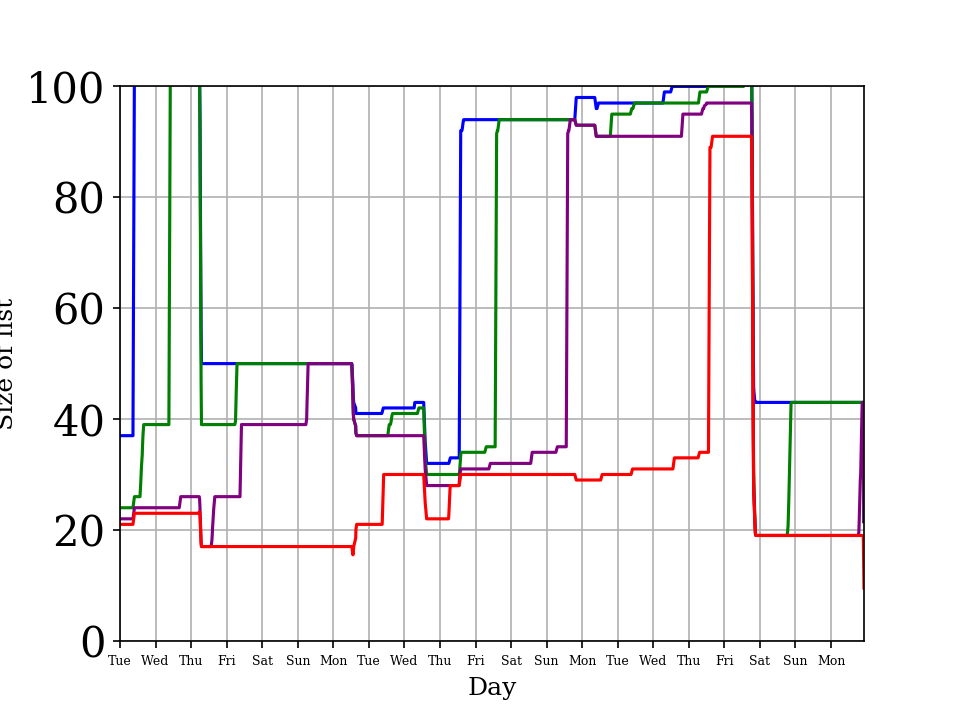 100
80
60
40
20
0
Size of list
Tue Wed Thu Fri Sat Sun Mon Tue Wed Thu Fri Sat Sun Mon Tue Wed Thu Fri Sat Sun Mon
Day